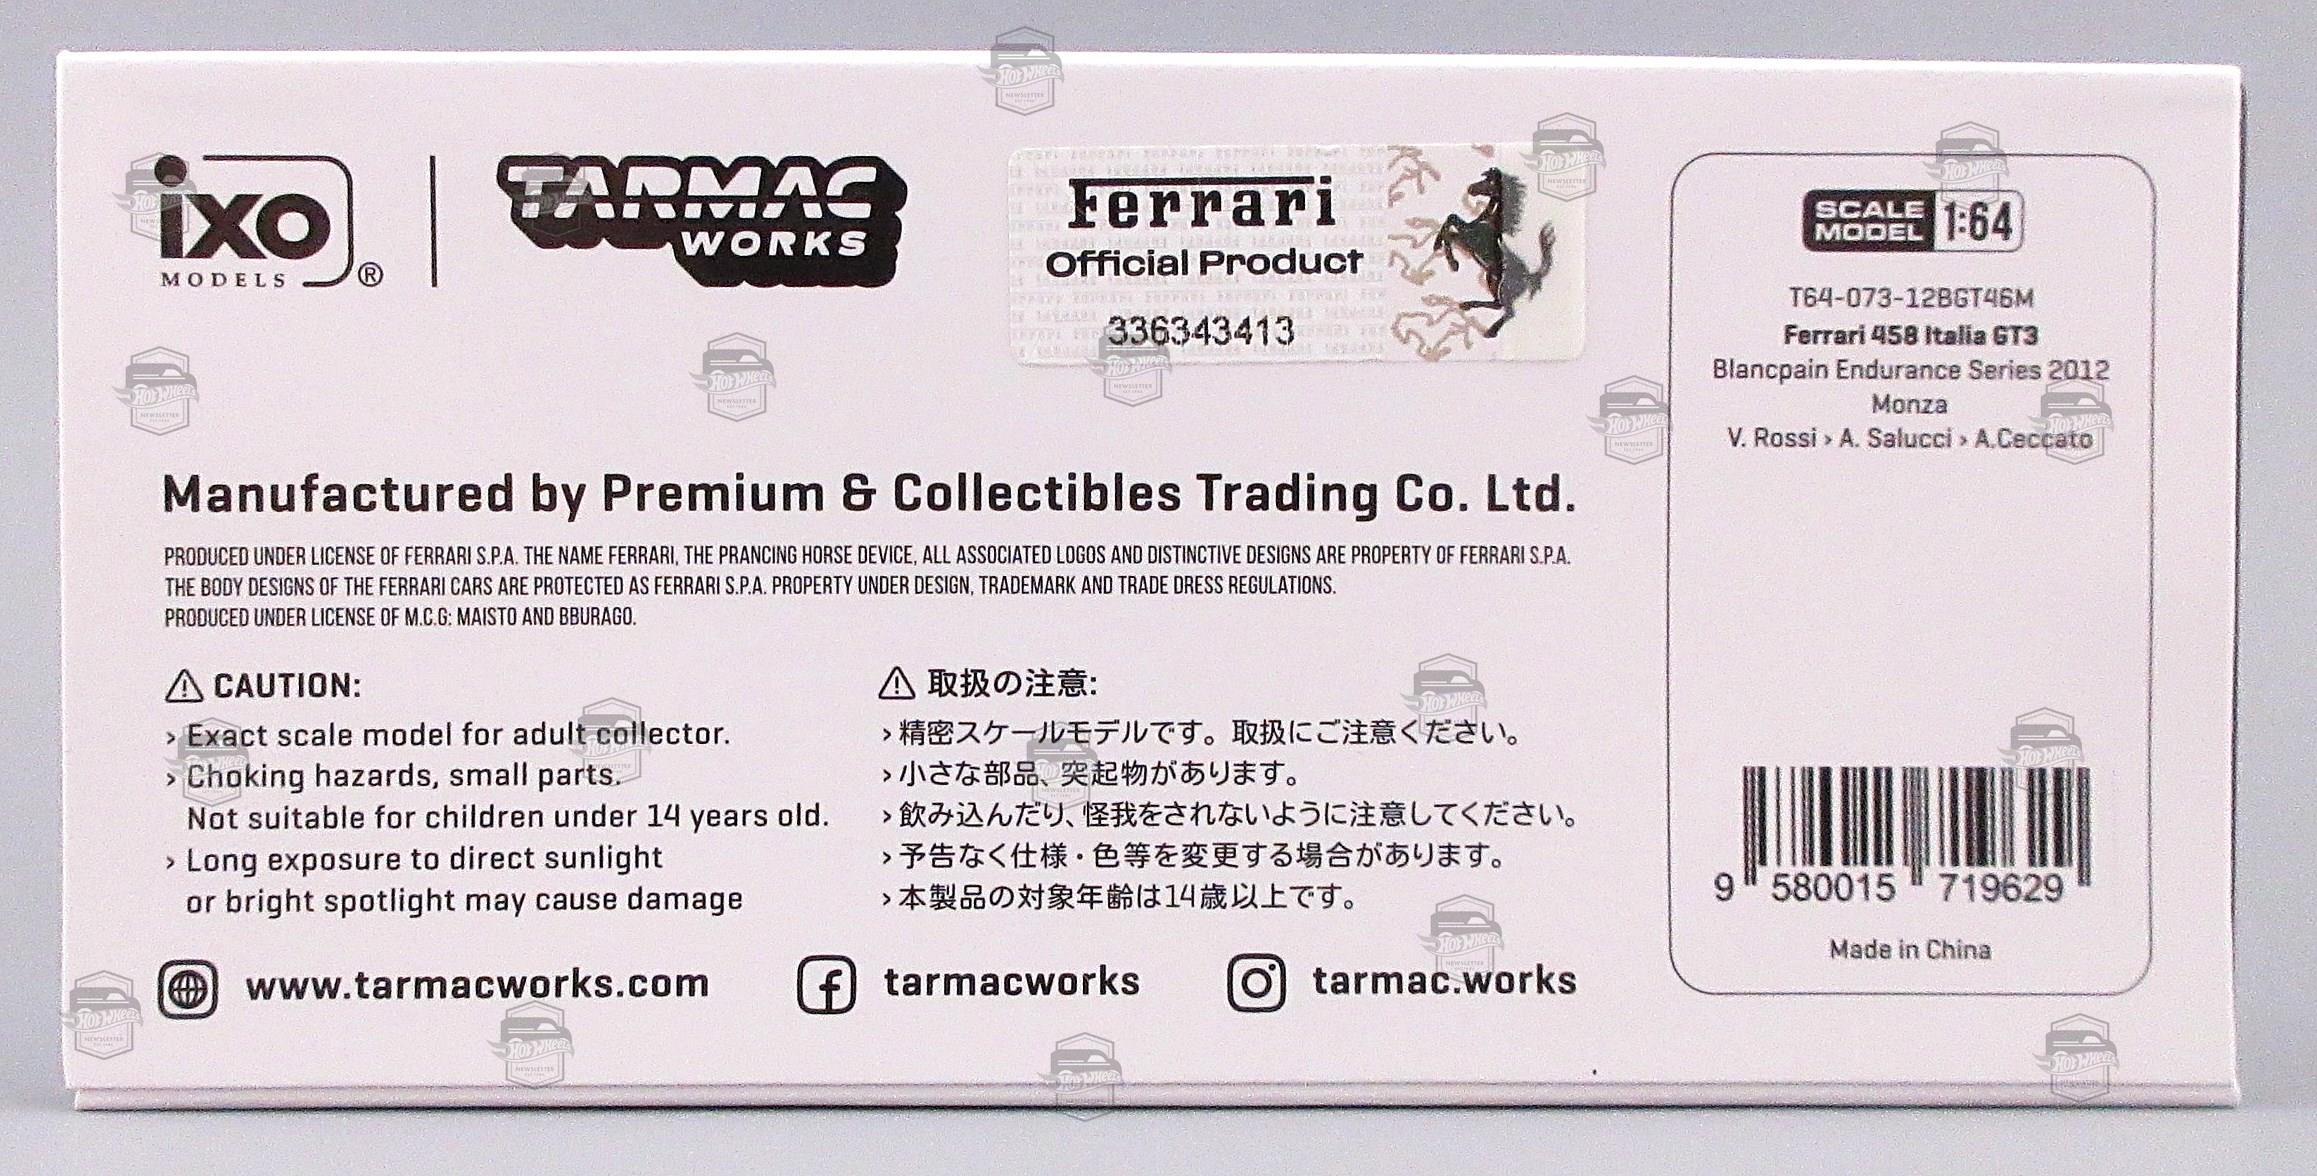 ixo
MODELS ®
TARMAC
WORKS
Ferrari
Official Product
336343413
SCALE
MODEL 1:64
T64-073-12BGT46M
Ferrari 458 Italia GT3
Blancpain Endurance Series 2012
Monza
V. Rossi › A. Salucci › A.Ceccato
Manufactured by Premium & Collectibles Trading Co. Ltd.
PRODUCED UNDER LICENSE OF FERRARI S.P.A. THE NAME FERRARI, THE PRANCING HORSE DEVICE, ALL ASSOCIATED LOGOS AND DISTINCTIVE DESIGNS ARE PROPERTY OF FERRARI S.P.A.
THE BODY DESIGNS OF THE FERRARI CARS ARE PROTECTED AS FERRARI S.P.A. PROPERTY UNDER DESIGN, TRADEMARK AND TRADE DRESS REGULATIONS.
PRODUCED UNDER LICENSE OF M.C.G: MAISTO AND BBURAGO.
CAUTION:
› Exact scale model for adult collector.
› Choking hazards, small parts.
Not suitable for children under 14 years old.
› Long exposure to direct sunlight
or bright spotlight may cause damage
取扱の注意:
› 精密スケールモデルです。取扱にご注意ください。
› 小さな部品、突起物があります。
› 飲み込んだり、怪我をされないように注意してください。
› 予告なく仕様・色等を変更する場合があります。
› 本製品の対象年齢は14歳以上です。
www.tarmacworks.com
tarmacworks
tarmac.works
9 580015 719629
Made in China
Hot Wheels
NEWSLETTER